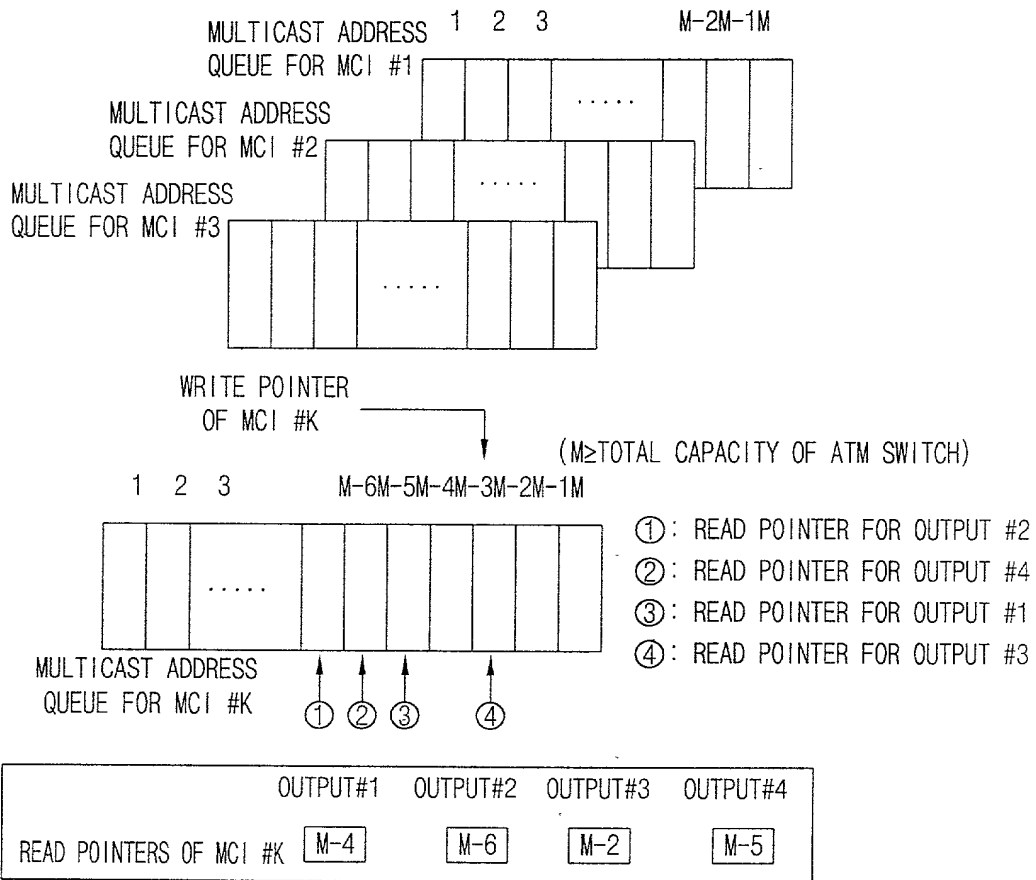 MULTICAST ADDRESS
QUEUE FOR MCI #1
1 2 3 M-2M-1M
.....
MULTICAST ADDRESS
QUEUE FOR MCI #2
.....
MULTICAST ADDRESS
QUEUE FOR MCI #3
.....
WRITE POINTER
OF MCI #K
(M≥TOTAL CAPACITY OF ATM SWITCH)
1 2 3 M-6M-5M-4M-3M-2M-1M
.....
①: READ POINTER FOR OUTPUT #2
②: READ POINTER FOR OUTPUT #4
③: READ POINTER FOR OUTPUT #1
④: READ POINTER FOR OUTPUT #3
MULTICAST ADDRESS
QUEUE FOR MCI #K
① ② ③ ④
OUTPUT#1 OUTPUT#2 OUTPUT#3 OUTPUT#4
READ POINTERS OF MCI #K M-4 M-6 M-2 M-5